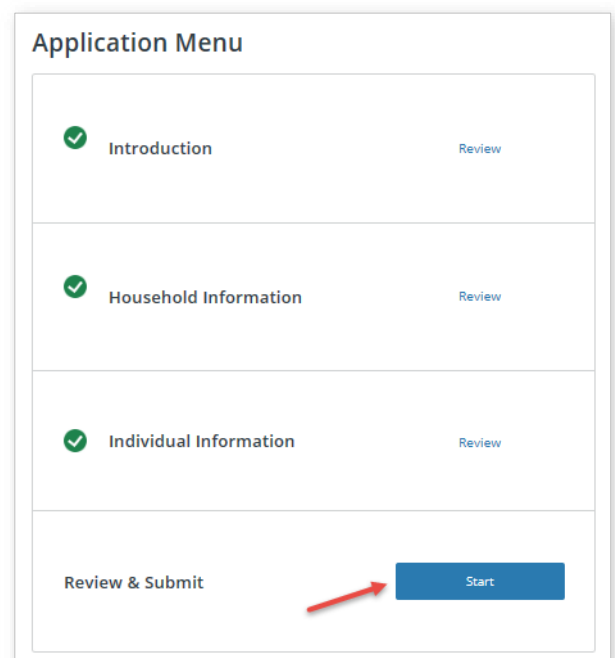 Application Menu
Introduction Review
Household Information Review
Individual Information Review
Review & Submit Start